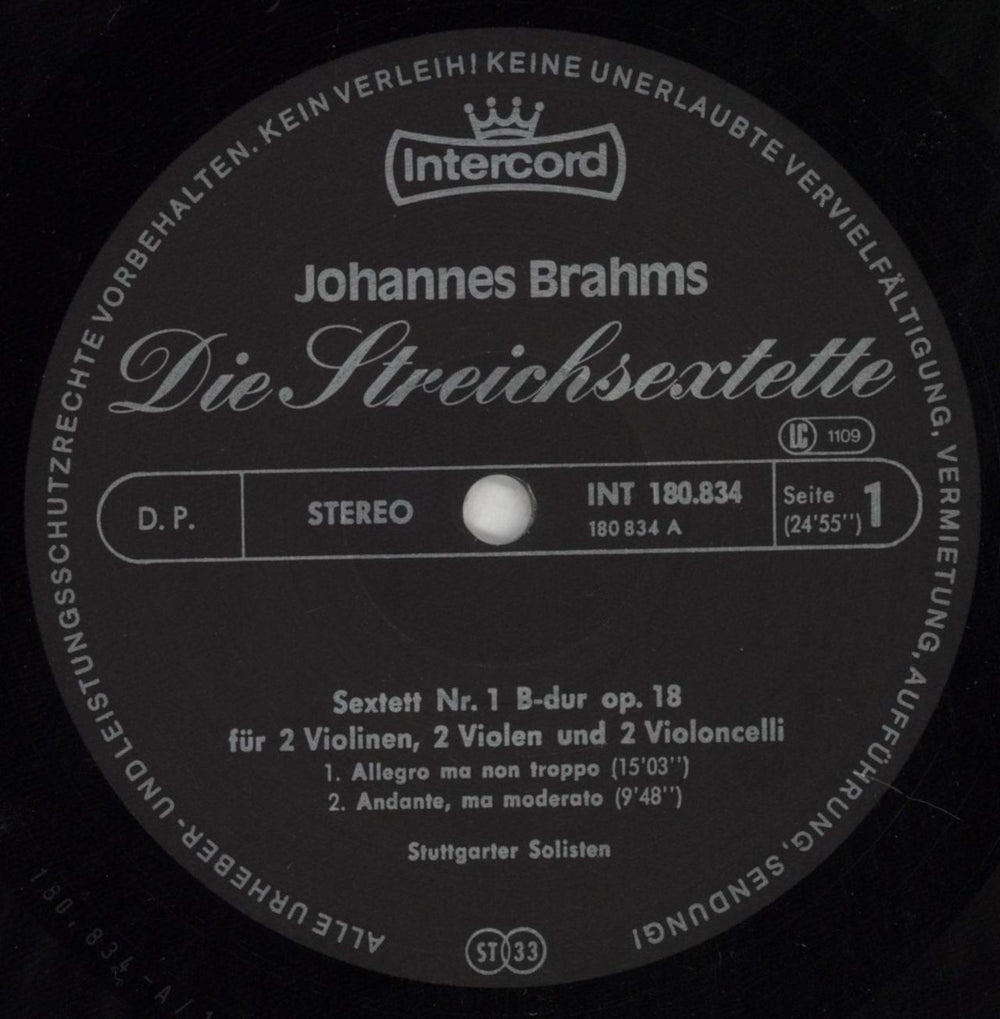 ALLE URHEBER- UND LEISTUNGSSCHUTZRECHTE VORBEHALTEN. KEIN VERLEIH! KEINE UNERLAUBTE VERVIELFÄLTIGUNG, VERMIETUNG, AUFFÜHRUNG, SENDUNG!
Intercord
Johannes Brahms
Die Streichsextette
LC 1109
D. P. STEREO INT 180.834 Seite 1
180 834 A (24'55'')
Sextett Nr. 1 B-dur op. 18
für 2 Violinen, 2 Violen und 2 Violoncelli
1. Allegro ma non troppo (15'03'')
2. Andante, ma moderato (9'48'')
Stuttgarter Solisten
ST 33
180.834-A/